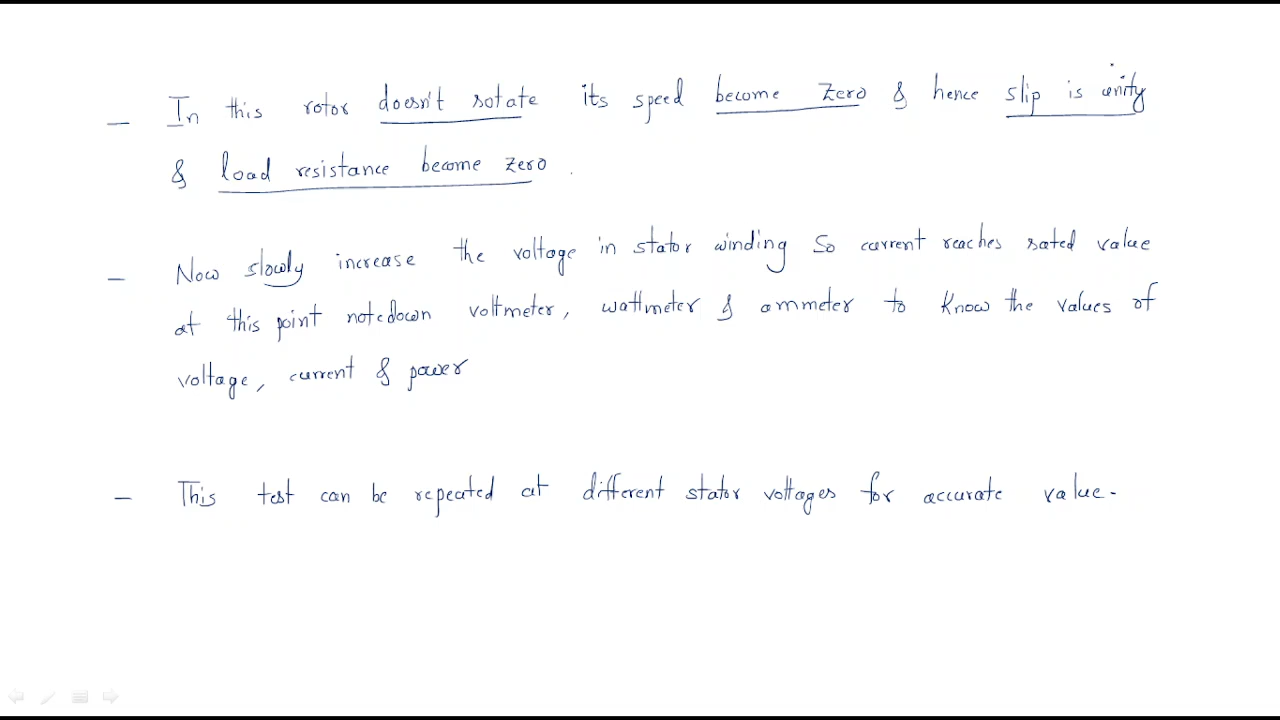 — In this rotor doesn't rotate its speed become zero & hence slip is unity
& load resistance become zero.
— Now slowly increase the voltage in stator winding so current reaches rated value
at this point notedown voltmeter, wattmeter & ammeter to know the values of
voltage, current & power
— This test can be repeated at different stator voltages for accurate value.